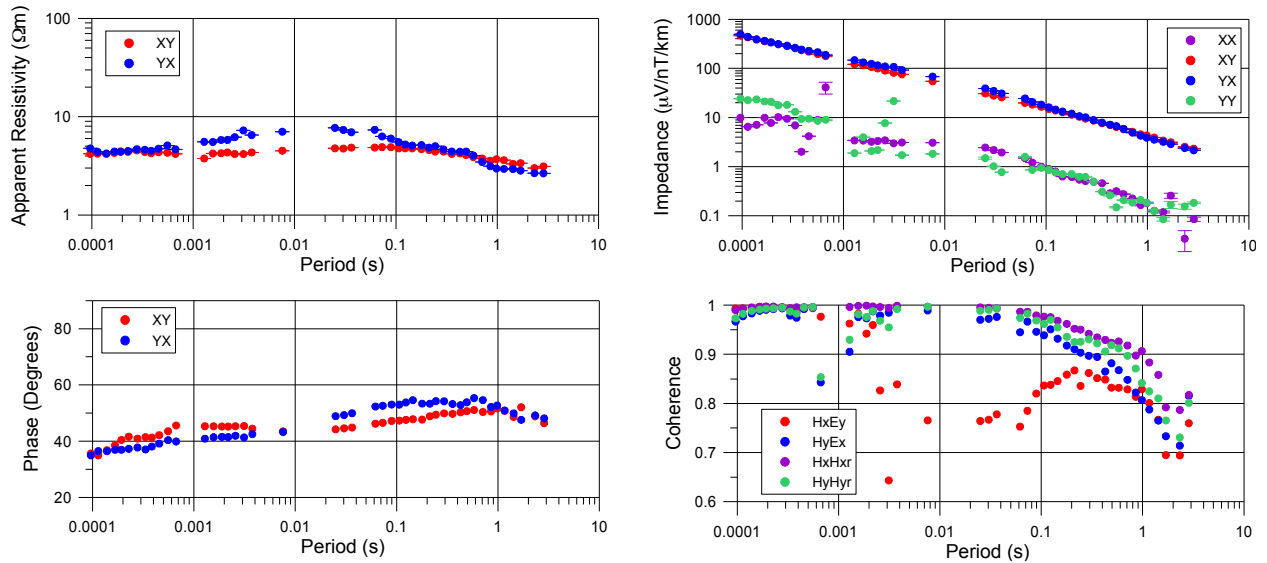 Apparent Resistivity (Ωm)
100
10
1
XY
YX
0.0001
0.001
0.01
0.1
1
10
Period (s)
Impedance (μV/nT/km)
1000
100
10
1
0.1
XX
XY
YX
YY
0.0001
0.001
0.01
0.1
1
10
Period (s)
Phase (Degrees)
80
60
40
20
XY
YX
0.0001
0.001
0.01
0.1
1
10
Period (s)
Coherence
1
0.9
0.8
0.7
0.6
HxEy
HyEx
HxHxr
HyHyr
0.0001
0.001
0.01
0.1
1
10
Period (s)